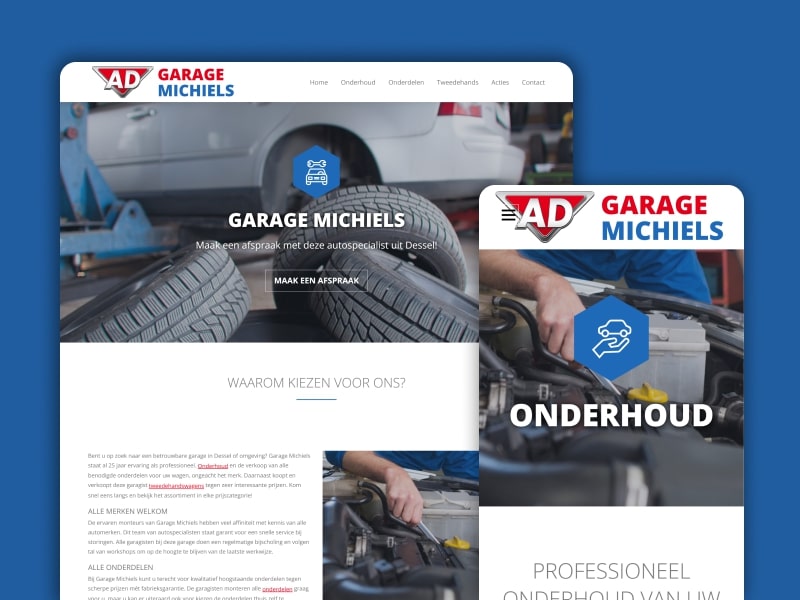 AD GARAGE
MICHIELS
Home Onderhoud Onderdelen Tweedehands Acties Contact
GARAGE MICHIELS
Maak een afspraak met deze autospecialist uit Dessel!
MAAK EEN AFSPRAAK
WAAROM KIEZEN VOOR ONS?
Bent u op zoek naar een betrouwbare garage in Dessel of omgeving? Garage Michiels
staat al 25 jaar ervaring als professioneel. Onderhoud en de verkoop van alle
benodigde onderdelen voor uw wagen, ongeacht het merk. Daarnaast koopt en
verkoopt deze garagist tweedehandswagens tegen zeer interessante prijzen. Kom
snel eens langs en bekijk het assortiment in elke prijscategorie!
ALLE MERKEN WELKOM
De ervaren monteurs van Garage Michiels hebben veel affiniteit met kennis van alle
automerken. Dit team van autospecialisten staat garant voor een snelle service bij
storingen. Alle garagisten bij deze garage doen een regelmatige bijscholing en volgen
tal van workshops om op de hoogte te blijven van de laatste werkwijze.
ALLE ONDERDELEN
Bij Garage Michiels kunt u terecht voor kwalitatief hoogstaande onderdelen tegen
scherpe prijzen mét fabrieksgarantie. De garagisten monteren alle onderdelen graag
voor u, maar u kan er uiteraard ook voor kiezen de onderdelen thuis zelf te
AD GARAGE
MICHIELS
ONDERHOUD
PROFESSIONEEL
ONDERHOUD VAN UW